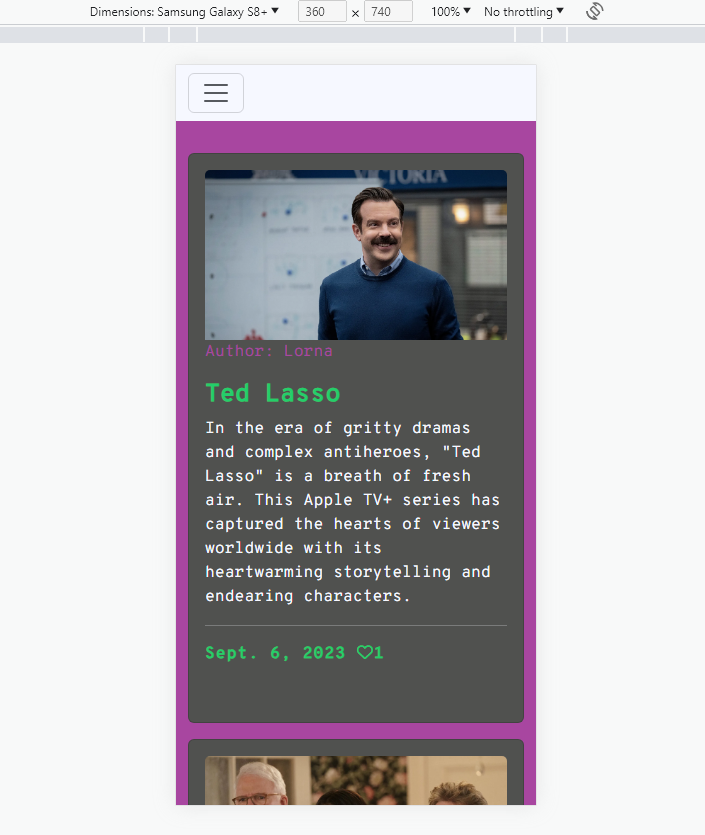 Dimensions: Samsung Galaxy S8+ ▼ 360 x 740 100% ▼ No throttling ▼
VICTORIA
Author: Lorna
Ted Lasso
In the era of gritty dramas
and complex antiheroes, "Ted
Lasso" is a breath of fresh
air. This Apple TV+ series has
captured the hearts of viewers
worldwide with its
heartwarming storytelling and
endearing characters.
Sept. 6, 2023 ♡1